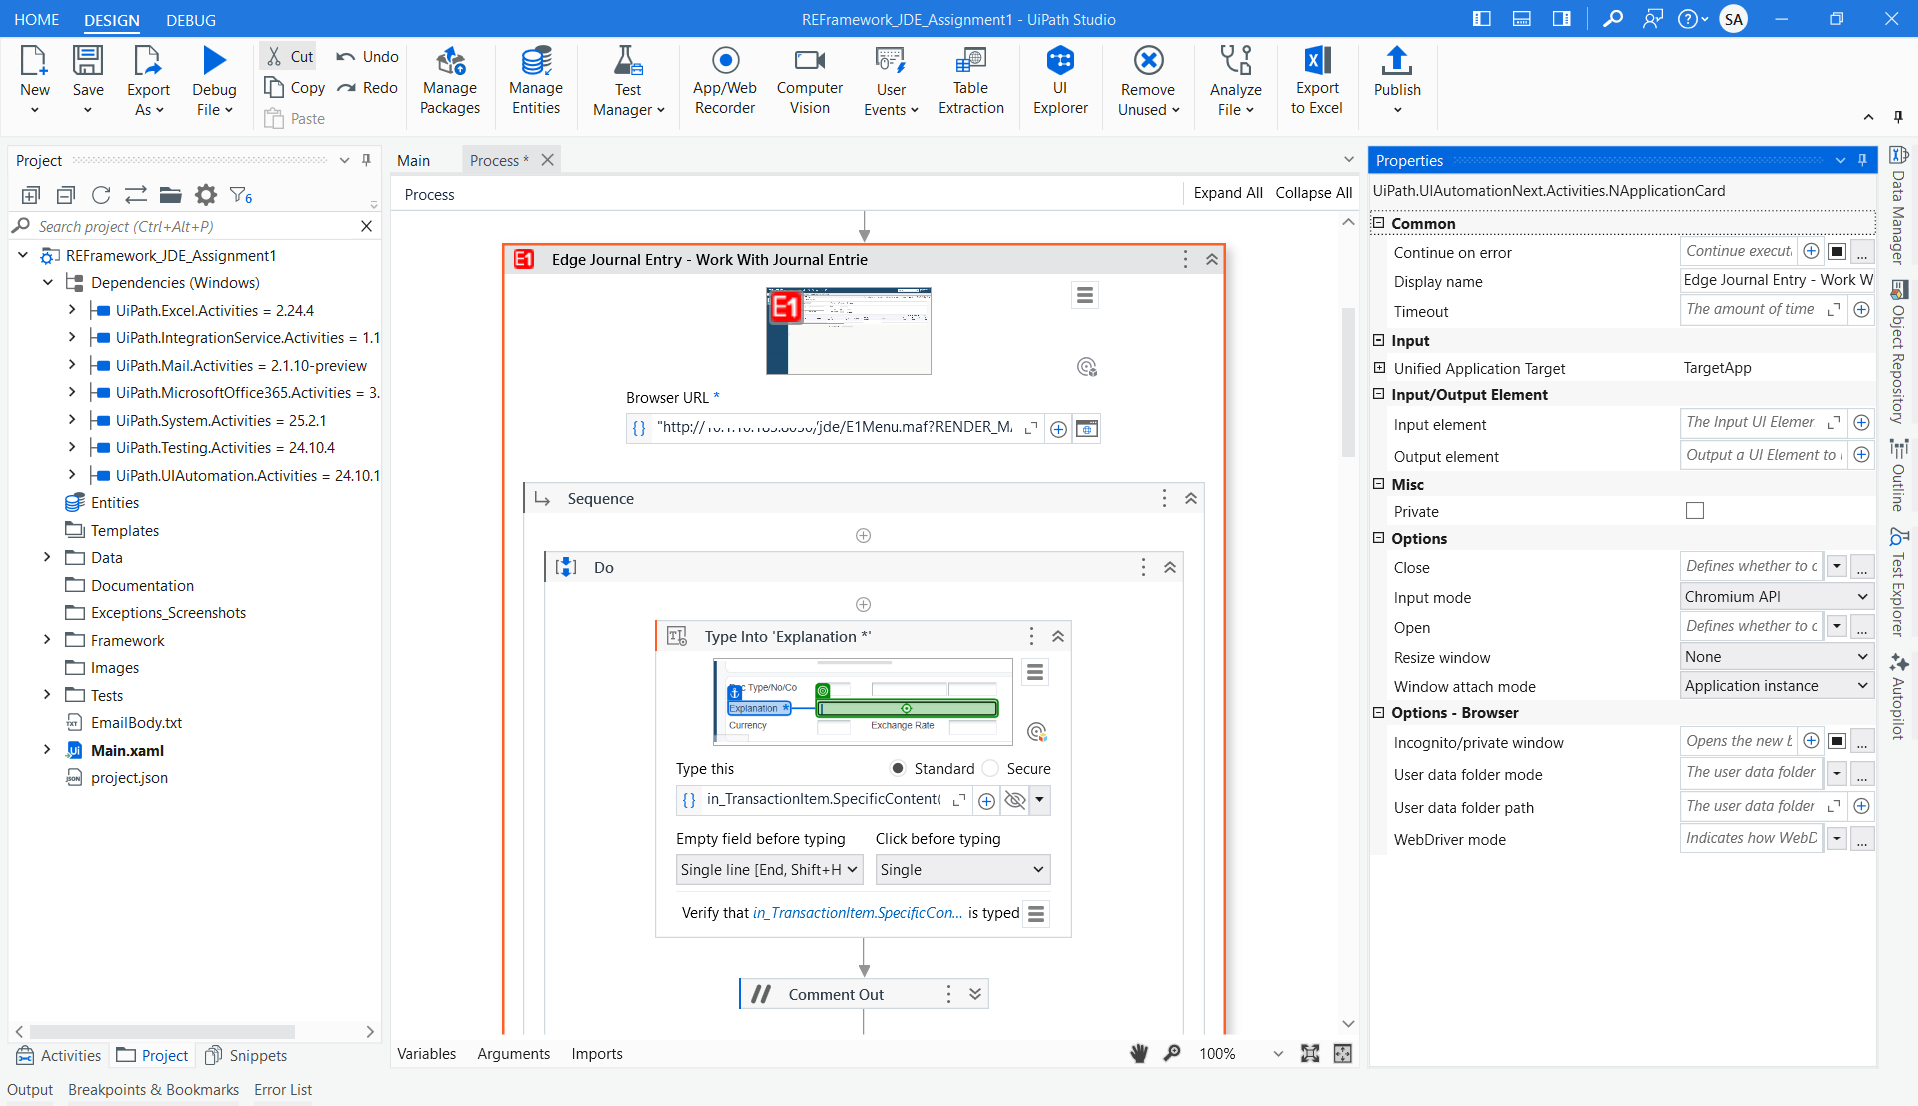 HOME DESIGN DEBUG
REFramework_JDE_Assignment1 - UiPath Studio
SA
New
Save
Export As
Debug File
Cut
Copy
Paste
Undo
Redo
Manage Packages
Manage Entities
Test Manager
App/Web Recorder
Computer Vision
User Events
Table Extraction
UI Explorer
Remove Unused
Analyze File
Export to Excel
Publish
Project
6
Search project (Ctrl+Alt+P)
REFramework_JDE_Assignment1
Dependencies (Windows)
UiPath.Excel.Activities = 2.24.4
UiPath.IntegrationService.Activities = 1.1
UiPath.Mail.Activities = 2.1.10-preview
UiPath.MicrosoftOffice365.Activities = 3.
UiPath.System.Activities = 25.2.1
UiPath.Testing.Activities = 24.10.4
UiPath.UIAutomation.Activities = 24.10.1
Entities
Templates
Data
Documentation
Exceptions_Screenshots
Framework
Images
Tests
EmailBody.txt
Main.xaml
project.json
Activities Project Snippets
Output Breakpoints & Bookmarks Error List
Main Process *
Process
Expand All Collapse All
E1 Edge Journal Entry - Work With Journal Entrie
E1
Browser URL *
"http:// /jde/E1Menu.maf?RENDER_MA
Sequence
Do
Type Into 'Explanation *'
Type/No/Co
Explanation *
Currency Exchange Rate
Type this Standard Secure
in_TransactionItem.SpecificContent(
Empty field before typing Click before typing
Single line [End, Shift+H Single
Verify that in_TransactionItem.SpecificCon... is typed
// Comment Out
Variables Arguments Imports
100%
Properties
UiPath.UIAutomationNext.Activities.NApplicationCard
Common
Continue on error Continue executi ...
Display name Edge Journal Entry - Work W
Timeout The amount of time
Input
Unified Application Target TargetApp
Input/Output Element
Input element The Input UI Elemer
Output element Output a UI Element to
Misc
Private
Options
Close Defines whether to c ...
Input mode Chromium API
Open Defines whether to c ...
Resize window None
Window attach mode Application instance
Options - Browser
Incognito/private window Opens the new b ...
User data folder mode The user data folder ...
User data folder path The user data folder
WebDriver mode Indicates how WebD ...
Data Manager
Object Repository
Outline
Test Explorer
Autopilot